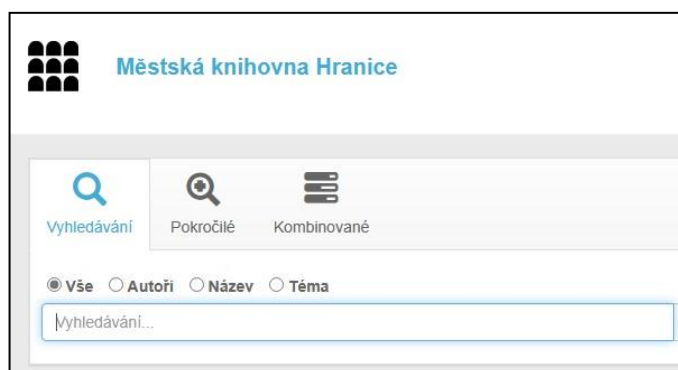 Městská knihovna Hranice
Vyhledávání Pokročilé Kombinované
Vše Autoři Název Téma
Vyhledávání...